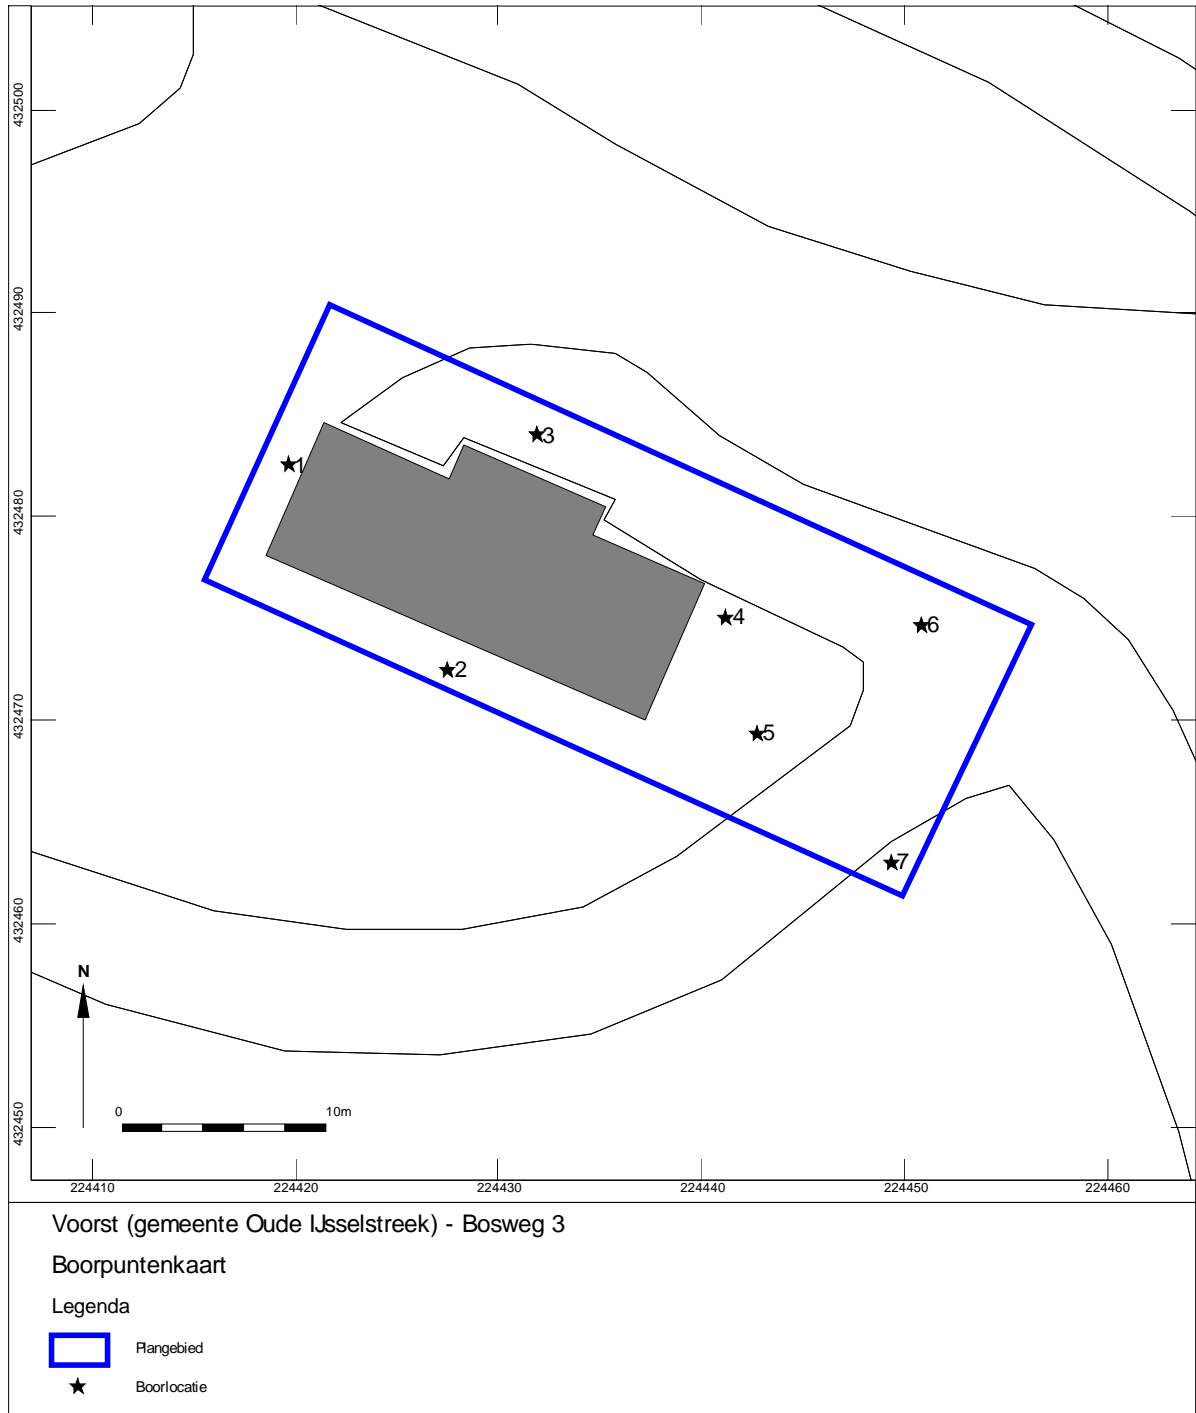 432500
432490
432480
432470
432460
432450
3
1
4
6
2
5
7
N
0 10m
224410 224420 224430 224440 224450 224460
Voorst (gemeente Oude IJsselstreek) - Bosweg 3
Boorpuntenkaart
Legenda
Plangebied
Boorlocatie